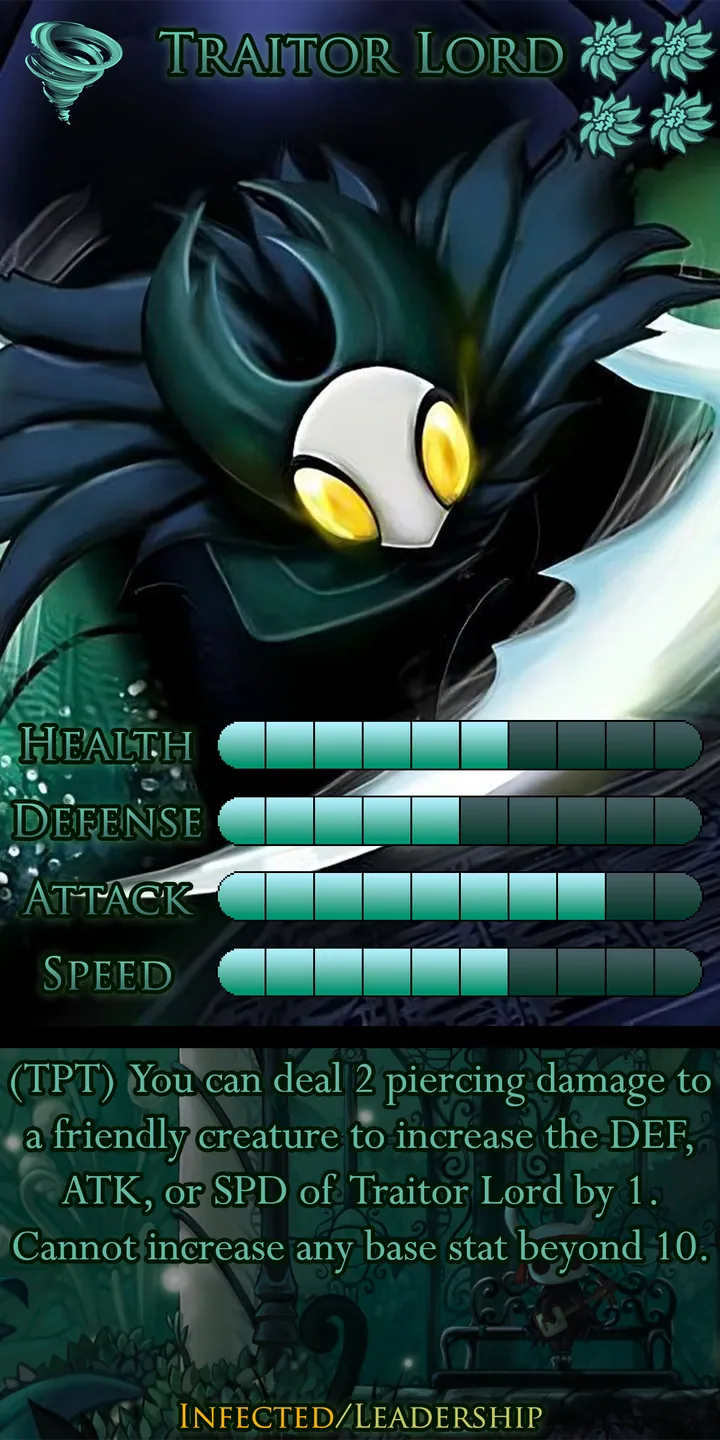 Traitor Lord
Health
Defense
Attack
Speed
(TPT) You can deal 2 piercing damage to
a friendly creature to increase the DEF,
ATK, or SPD of Traitor Lord by 1.
Cannot increase any base stat beyond 10.
Infected/Leadership